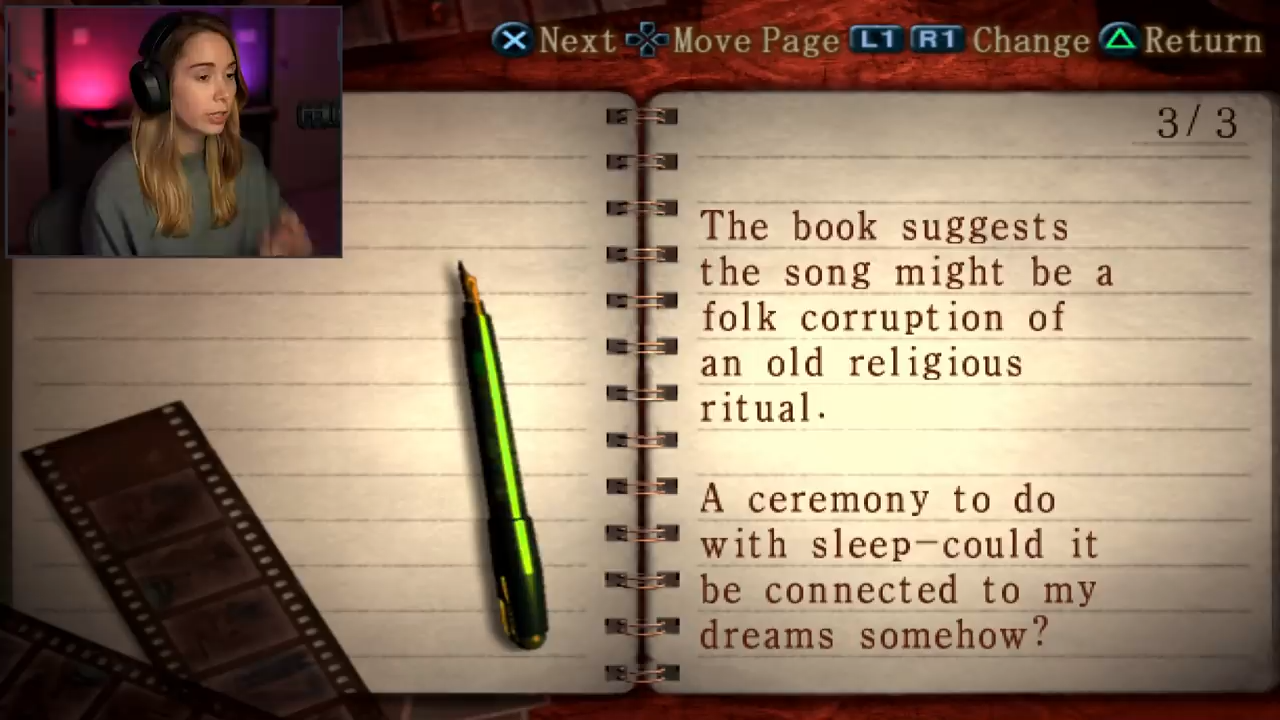 Next Move Page L1 R1 Change Return
3/3
The book suggests
the song might be a
folk corruption of
an old religious
ritual.
A ceremony to do
with sleep—could it
be connected to my
dreams somehow?